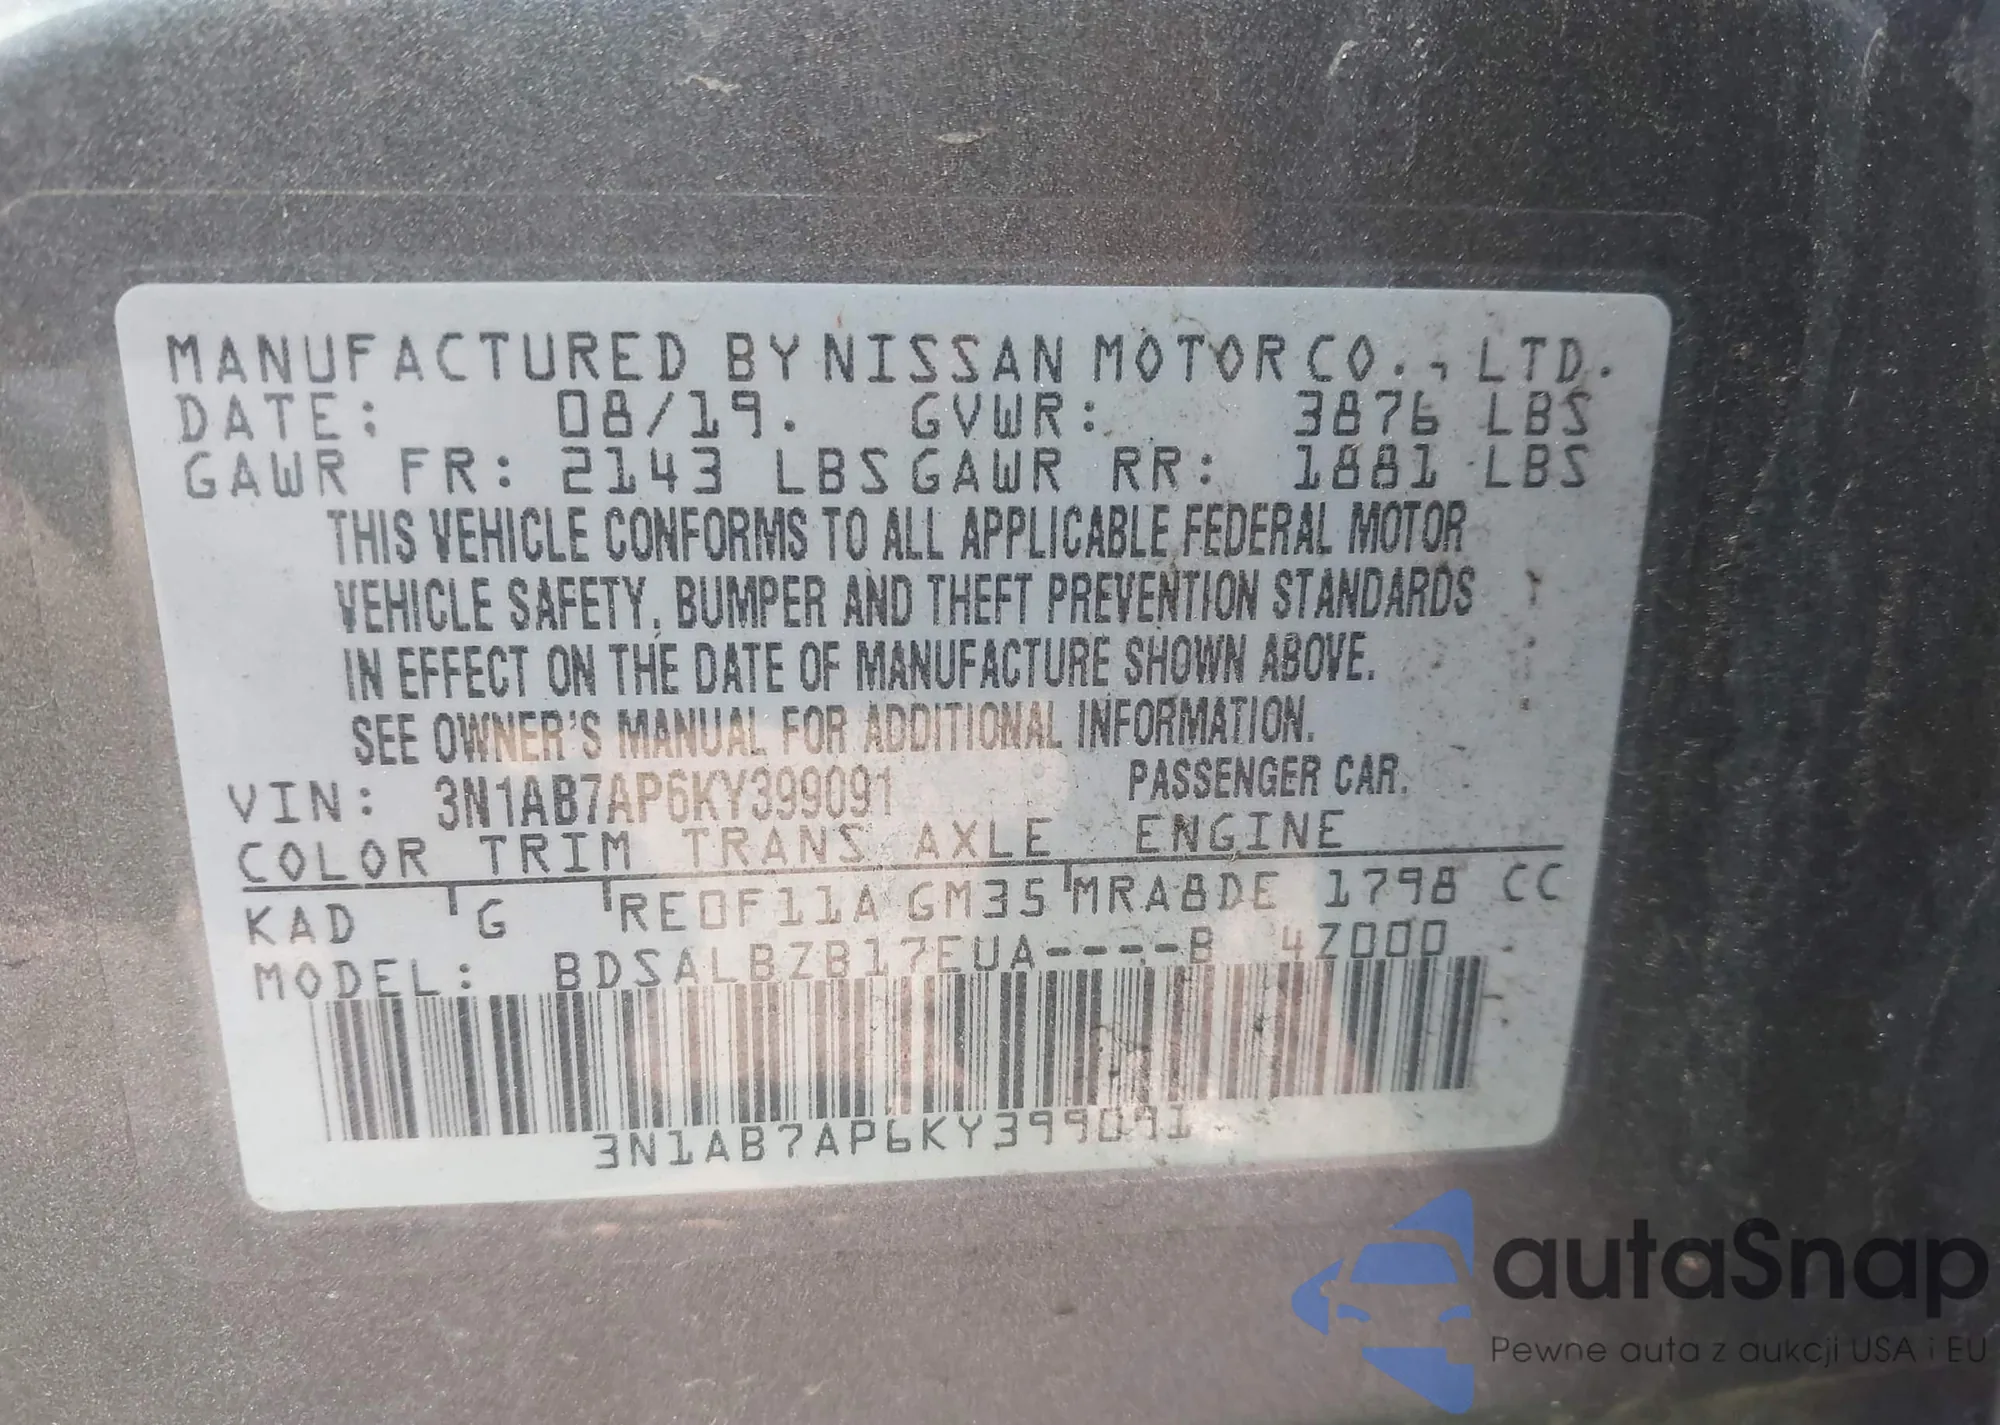 MANUFACTURED BY NISSAN MOTOR CO., LTD.
DATE: 08/19. GVWR: 3876 LBS
GAWR FR: 2143 LBS GAWR RR: 1881 LBS
THIS VEHICLE CONFORMS TO ALL APPLICABLE FEDERAL MOTOR
VEHICLE SAFETY, BUMPER AND THEFT PREVENTION STANDARDS
IN EFFECT ON THE DATE OF MANUFACTURE SHOWN ABOVE.
SEE OWNER'S MANUAL FOR ADDITIONAL INFORMATION.
VIN: 3N1AB7AP6KY399091 PASSENGER CAR.
COLOR TRIM TRANS AXLE ENGINE
KAD G RE0F11A GM35 MRA8DE 1798 CC
MODEL: BDSALBZB17EUA----B 4Z000
3N1AB7AP6KY399091
autaSnap
Pewne auta z aukcji USA i EU